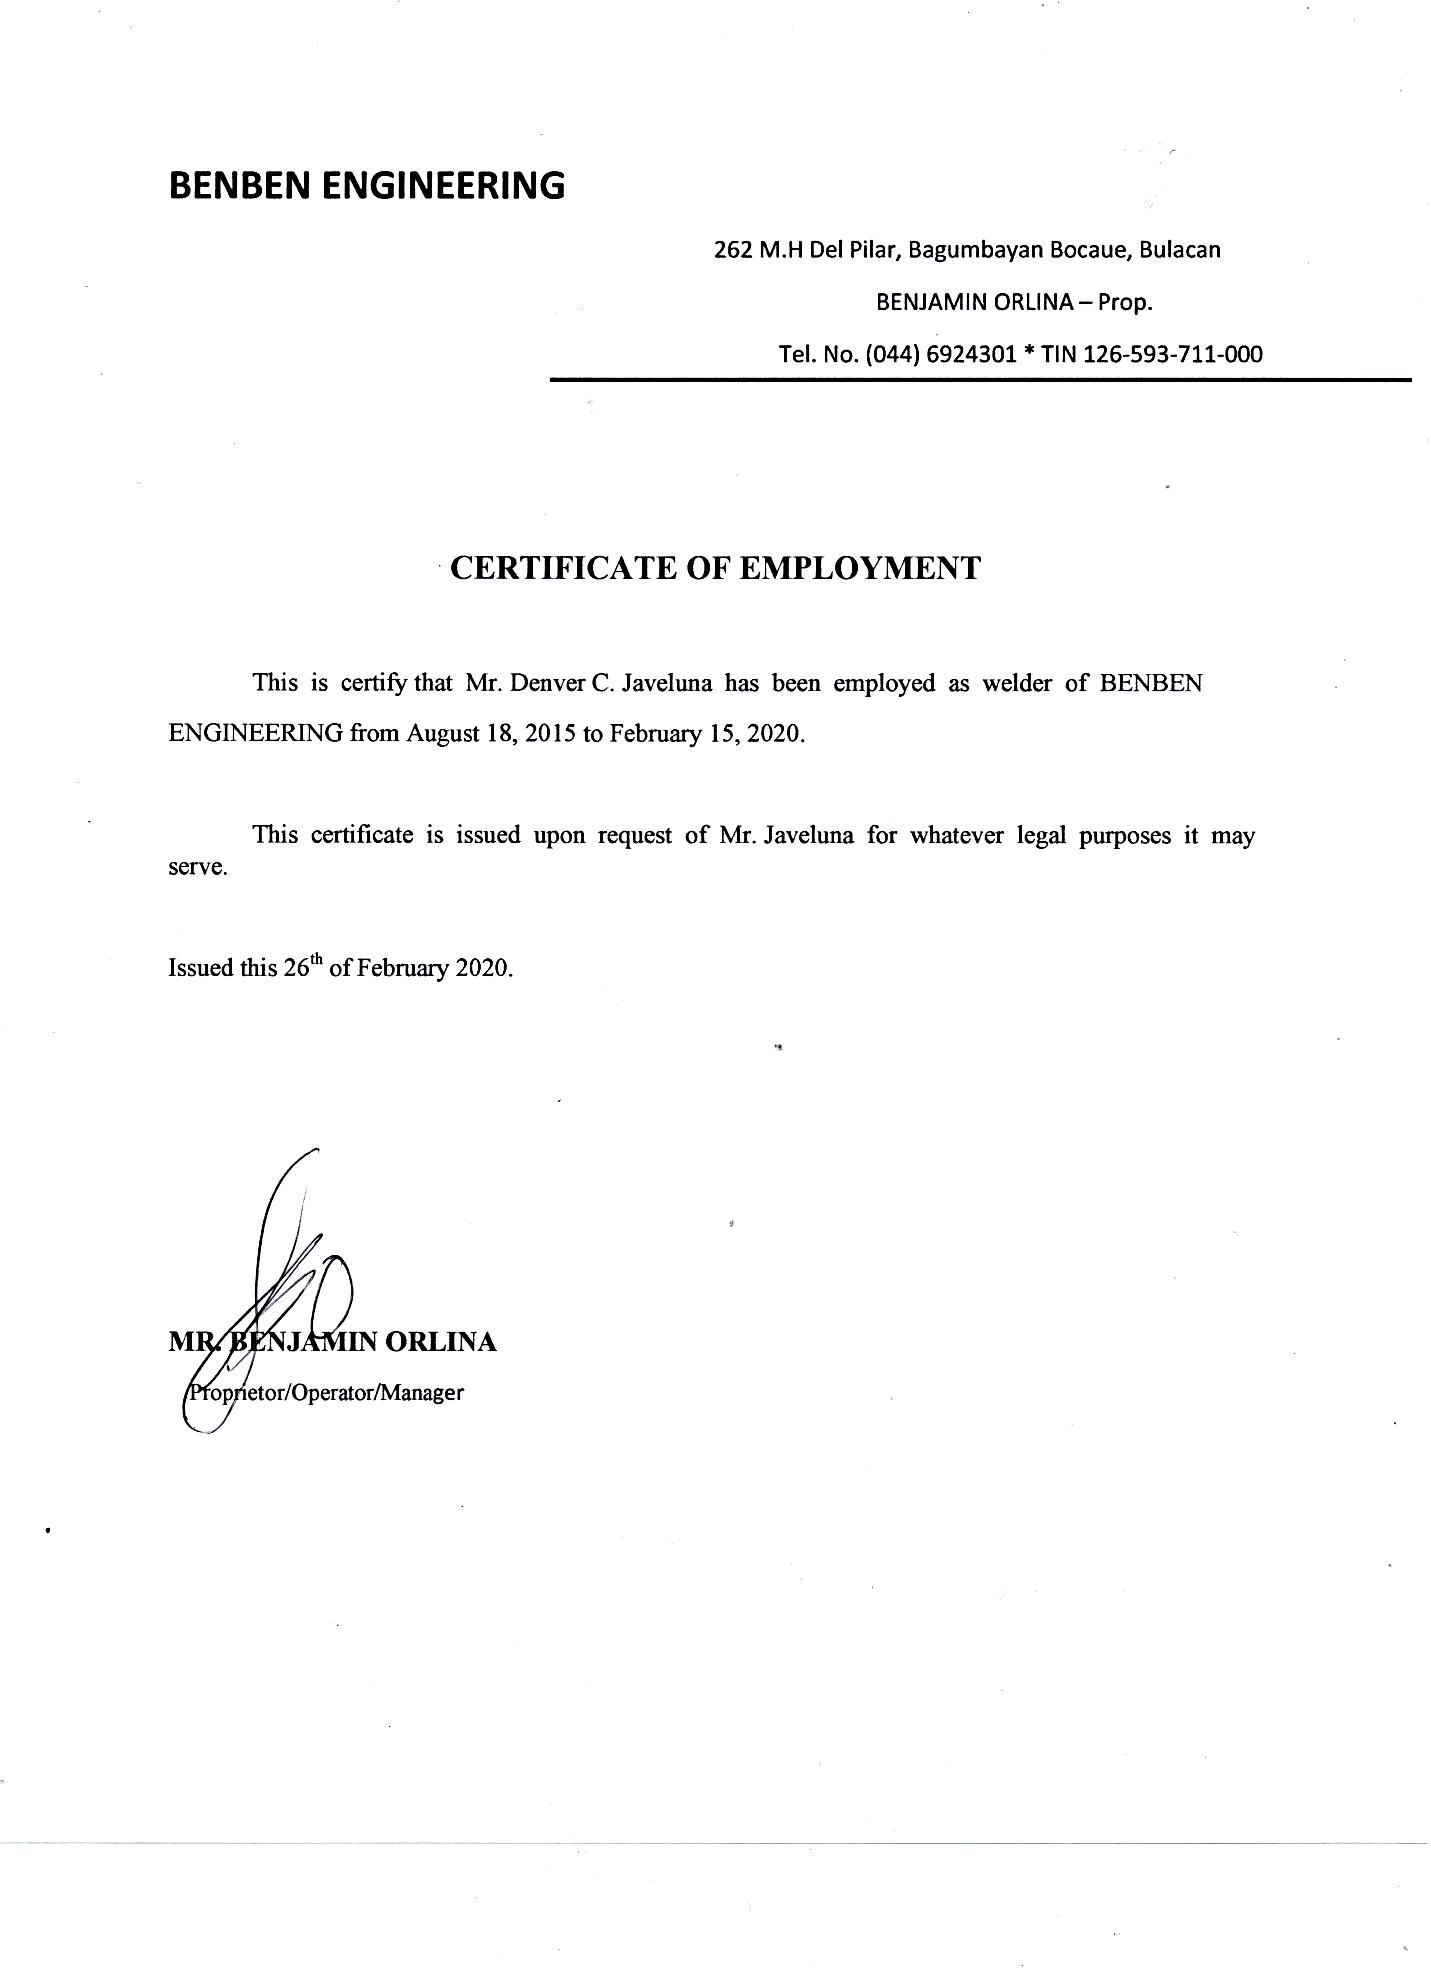 BENBEN ENGINEERING
262 M.H Del Pilar, Bagumbayan Bocaue, Bulacan
BENJAMIN ORLINA – Prop.
Tel. No. (044) 6924301 * TIN 126-593-711-000
CERTIFICATE OF EMPLOYMENT
This is certify that Mr. Denver C. Javeluna has been employed as welder of BENBEN
ENGINEERING from August 18, 2015 to February 15, 2020.
This certificate is issued upon request of Mr. Javeluna for whatever legal purposes it may
serve.
Issued this 26th of February 2020.
MR. BENJAMIN ORLINA
Proprietor/Operator/Manager